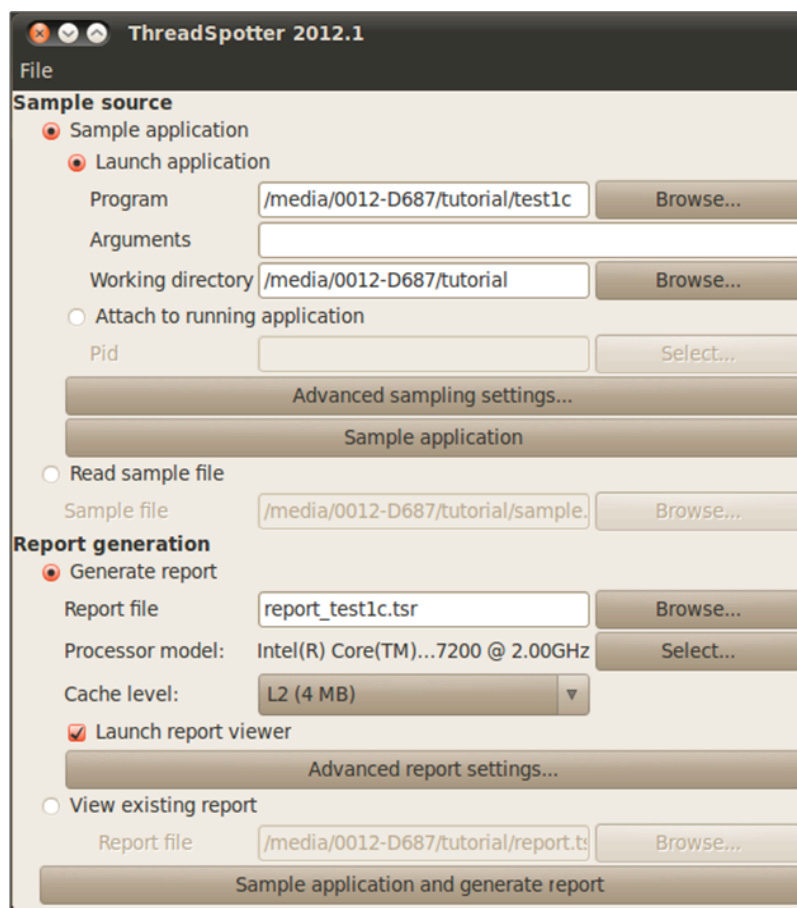 ThreadSpotter 2012.1
File
Sample source
Sample application
Launch application
Program /media/0012-D687/tutorial/test1c Browse...
Arguments
Working directory /media/0012-D687/tutorial Browse...
Attach to running application
Pid Select...
Advanced sampling settings...
Sample application
Read sample file
Sample file /media/0012-D687/tutorial/sample. Browse...
Report generation
Generate report
Report file report_test1c.tsr Browse...
Processor model: Intel(R) Core(TM)...7200 @ 2.00GHz Select...
Cache level: L2 (4 MB)
Launch report viewer
Advanced report settings...
View existing report
Report file /media/0012-D687/tutorial/report.ts Browse...
Sample application and generate report